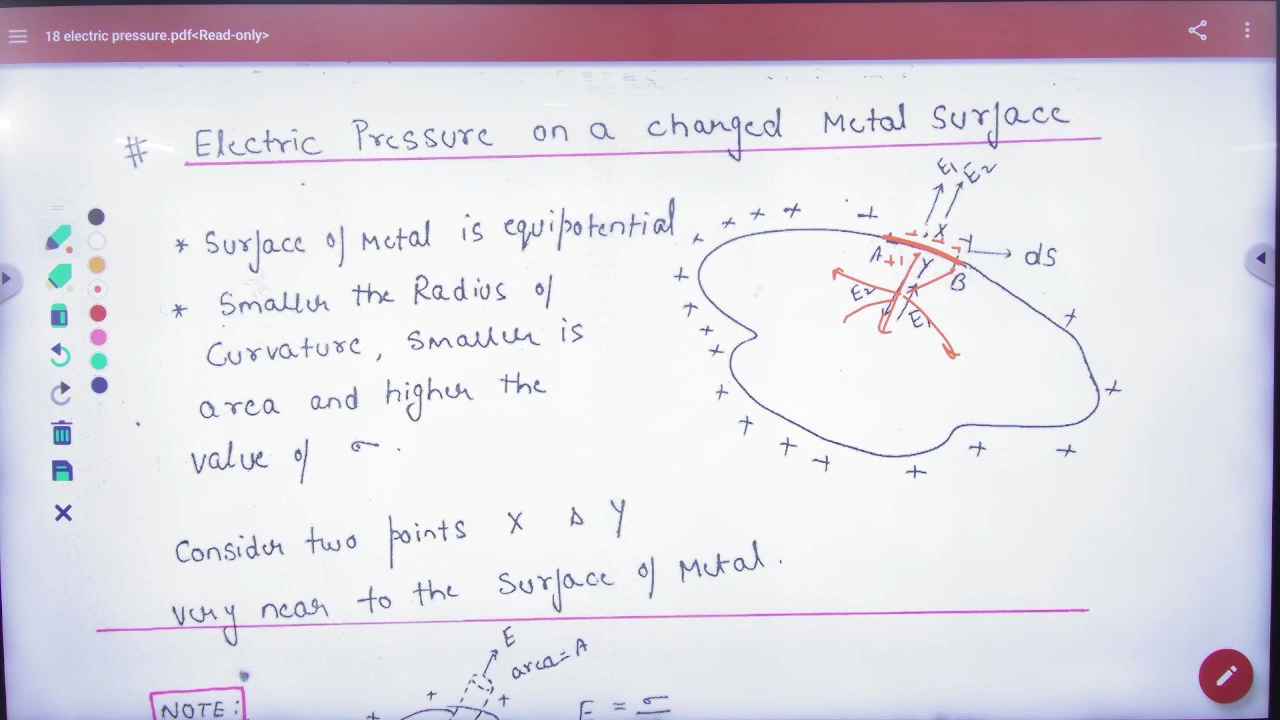 18 electric pressure.pdf<Read-only>
# Electric Pressure on a changed Metal Surface
* Surface of Metal is equipotential
* Smaller the Radius of
Curvature, Smaller is
area and higher the
value of σ.
E1 E2
X
A +1 Y B
dS
E2 E1
Consider two points X & Y
very near to the Surface of Metal.
NOTE:
E
area = A
E = σ